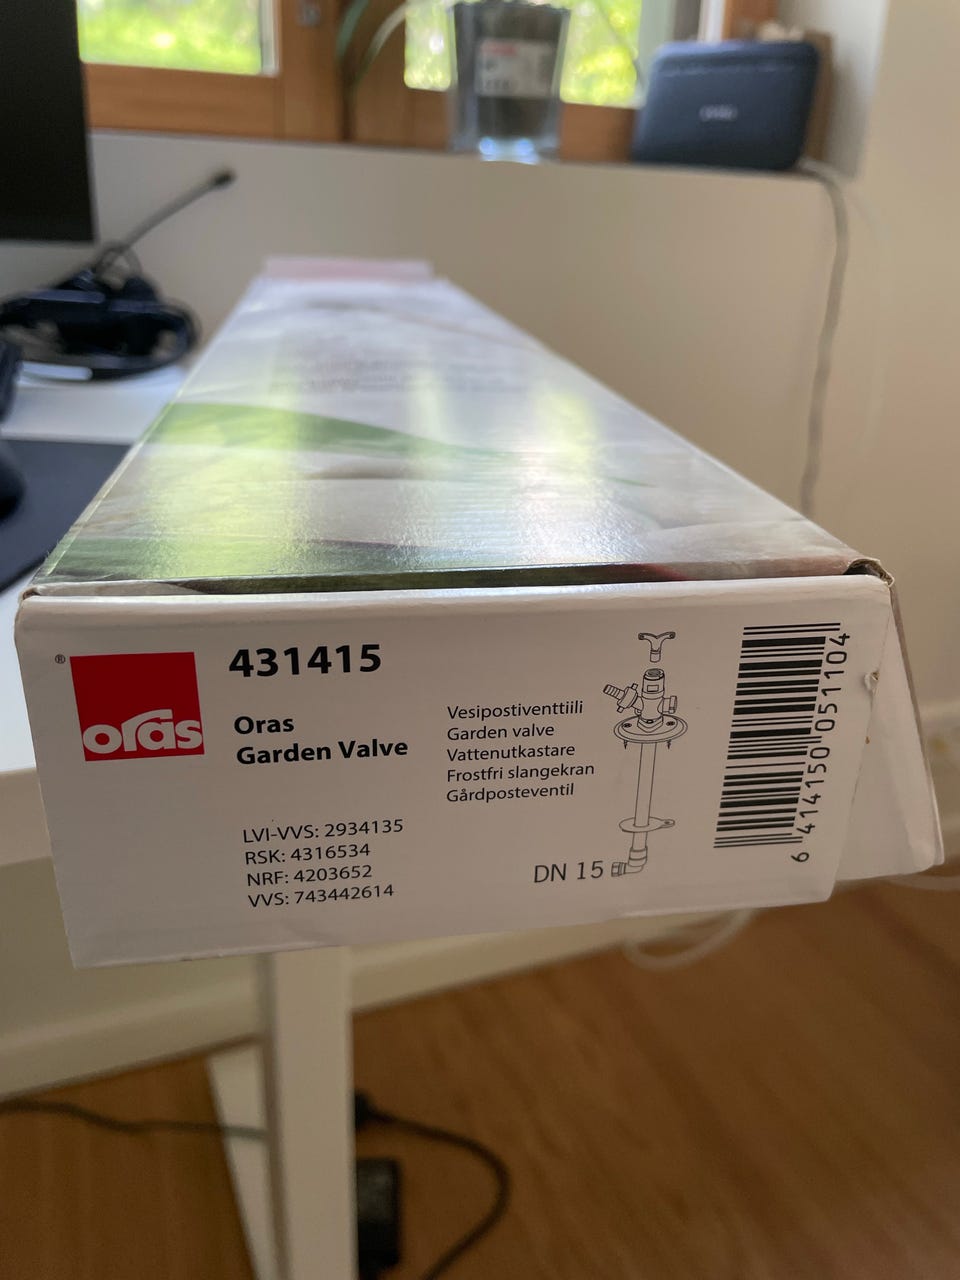 ®
oras
431415
Oras
Garden Valve
LVI-VVS: 2934135
RSK: 4316534
NRF: 4203652
VVS: 743442614
Vesipostiventtiili
Garden valve
Vattenutkastare
Frostfri slangekran
Gårdposteventil
DN 15
6 414150 051104